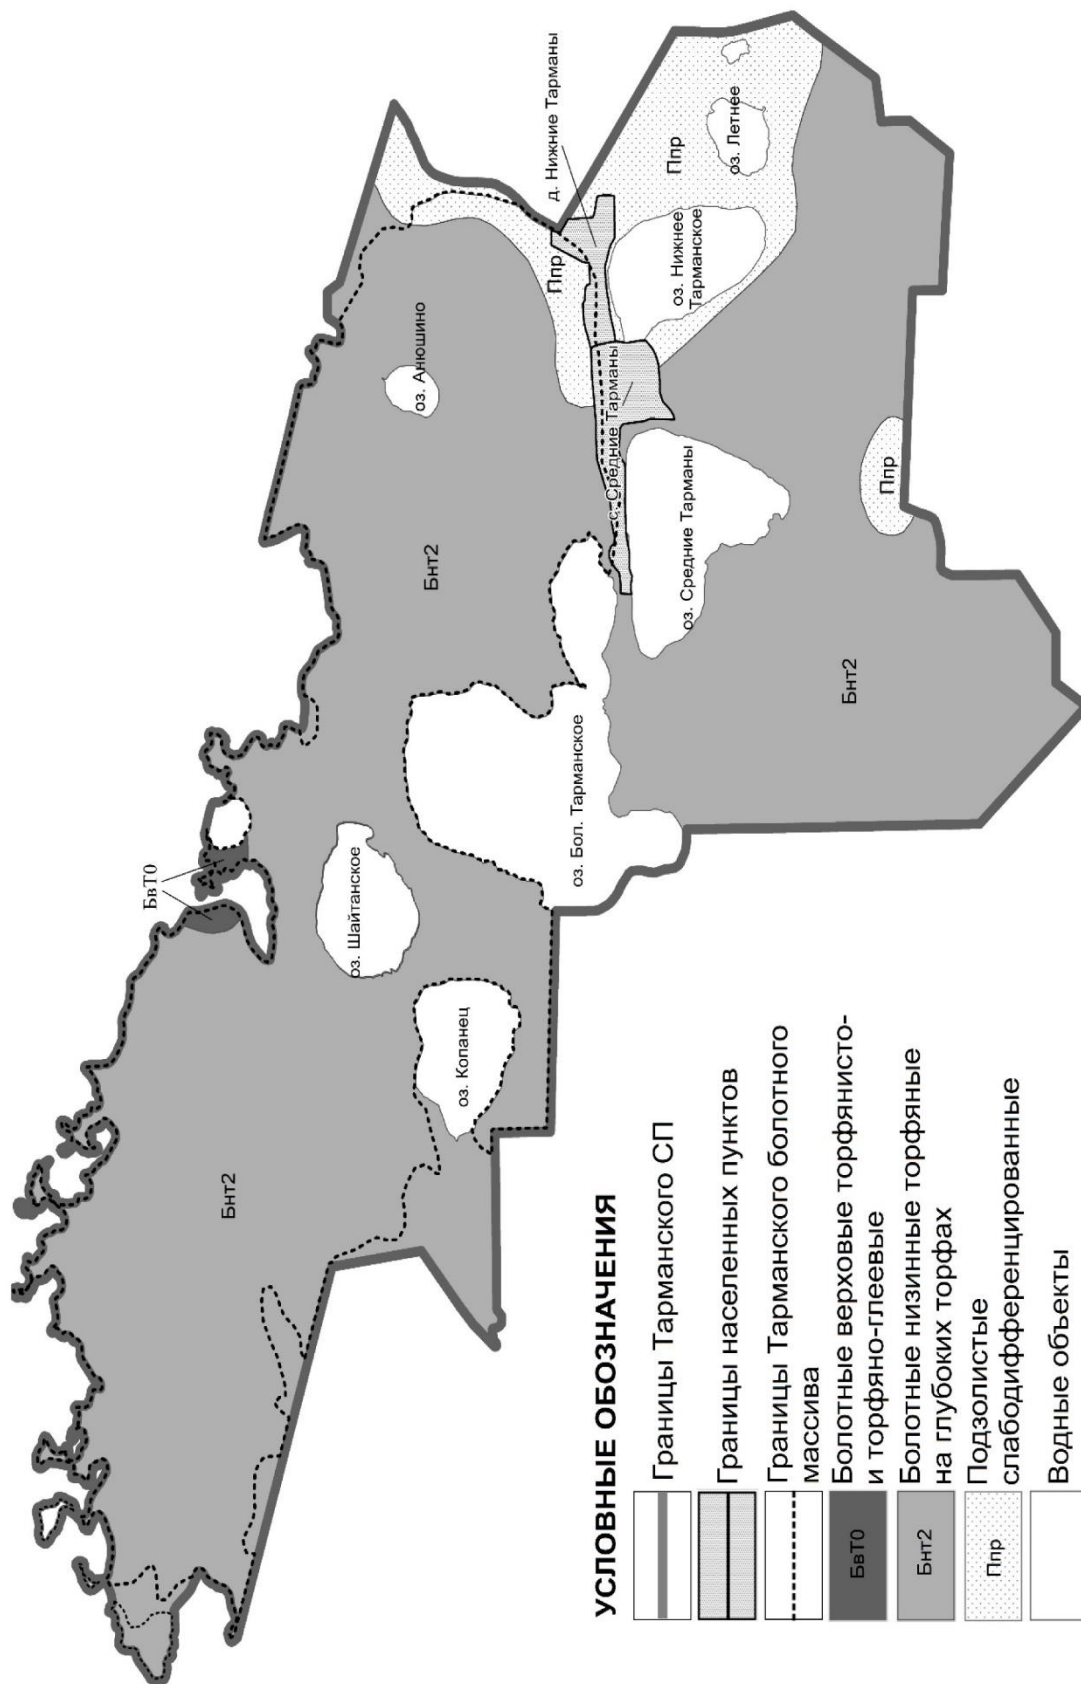 БвТ0
Бнт2
оз. Шайтанское
оз. Копанец
Бнт2
оз. Анюшино
оз. Бол. Тарманское
Ппр
д. Нижние Тарманы
с. Средние Тарманы
оз. Средние Тарманы
оз. Нижнее
Тарманское
Ппр
оз. Летнее
Бнт2
Ппр
УСЛОВНЫЕ ОБОЗНАЧЕНИЯ
Границы Тарманского СП
Границы населенных пунктов
Границы Тарманского болотного
массива
БвТ0
Болотные верховые торфянисто-
и торфяно-глеевые
Бнт2
Болотные низинные торфяные
на глубоких торфах
Ппр
Подзолистые
слабодифференцированные
Водные объекты